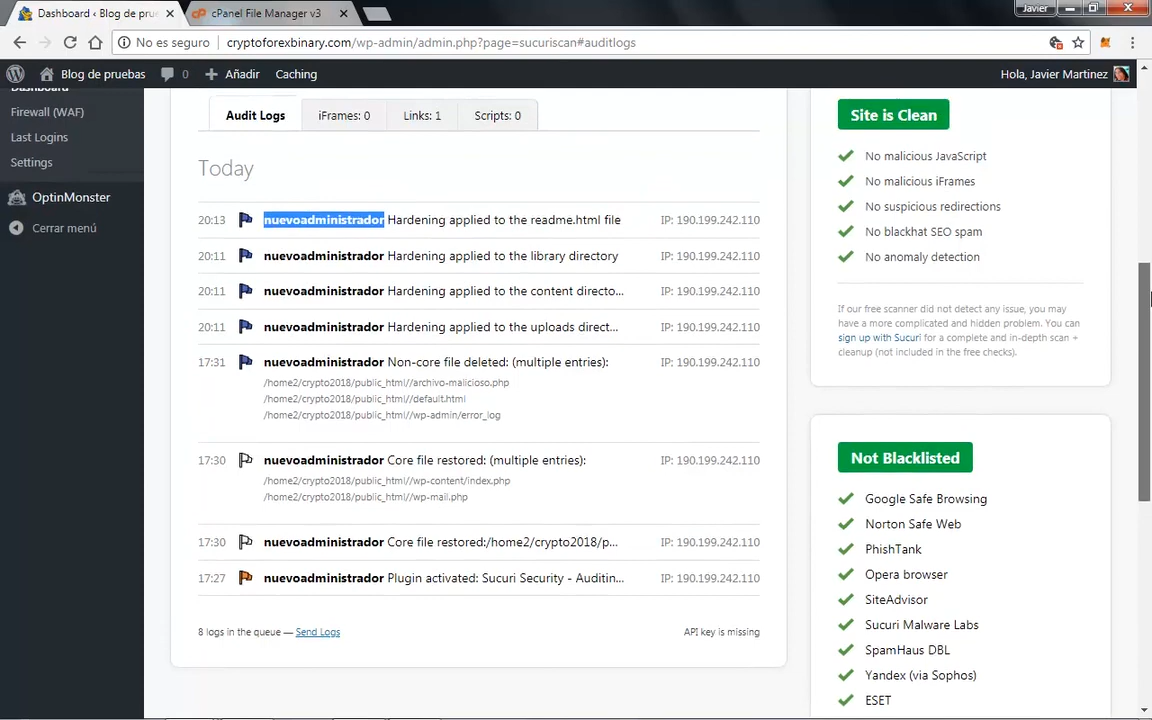 Dashboard ‹ Blog de prue
cPanel File Manager v3
Javier
No es seguro
cryptoforexbinary.com/wp-admin/admin.php?page=sucuriscan#auditlogs
Blog de pruebas
0
Añadir
Caching
Hola, Javier Martinez
Dashboard
Firewall (WAF)
Last Logins
Settings
OptinMonster
Cerrar menú
Audit Logs
iFrames: 0
Links: 1
Scripts: 0
Today
20:13 nuevoadministrador Hardening applied to the readme.html file IP: 190.199.242.110
20:11 nuevoadministrador Hardening applied to the library directory IP: 190.199.242.110
20:11 nuevoadministrador Hardening applied to the content directo... IP: 190.199.242.110
20:11 nuevoadministrador Hardening applied to the uploads direct... IP: 190.199.242.110
17:31 nuevoadministrador Non-core file deleted: (multiple entries): IP: 190.199.242.110
/home2/crypto2018/public_html//archivo-malicioso.php
/home2/crypto2018/public_html//default.html
/home2/crypto2018/public_html//wp-admin/error_log
17:30 nuevoadministrador Core file restored: (multiple entries): IP: 190.199.242.110
/home2/crypto2018/public_html//wp-content/index.php
/home2/crypto2018/public_html//wp-mail.php
17:30 nuevoadministrador Core file restored:/home2/crypto2018/p... IP: 190.199.242.110
17:27 nuevoadministrador Plugin activated: Sucuri Security - Auditin... IP: 190.199.242.110
8 logs in the queue — Send Logs
API key is missing
Site is Clean
No malicious JavaScript
No malicious iFrames
No suspicious redirections
No blackhat SEO spam
No anomaly detection
If our free scanner did not detect any issue, you may
have a more complicated and hidden problem. You can
sign up with Sucuri for a complete and in-depth scan +
cleanup (not included in the free checks).
Not Blacklisted
Google Safe Browsing
Norton Safe Web
PhishTank
Opera browser
SiteAdvisor
Sucuri Malware Labs
SpamHaus DBL
Yandex (via Sophos)
ESET